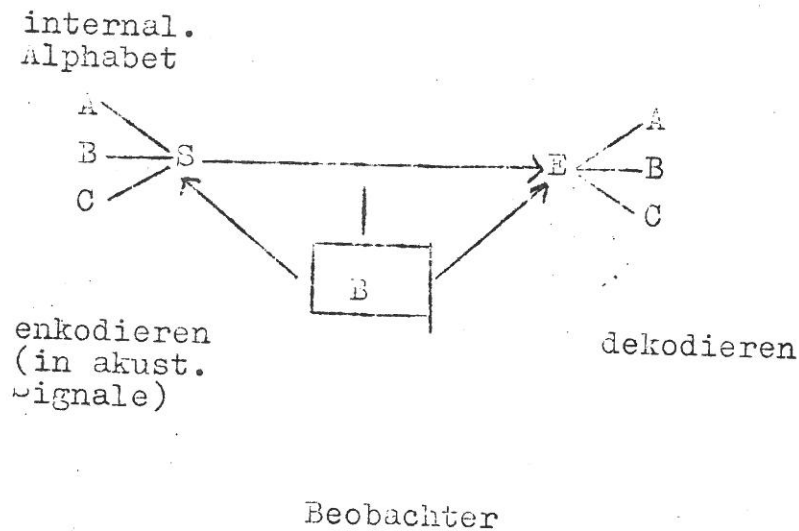 internal.
Alphabet
A A
B S E B
C C
B
enkodieren
(in akust.
Signale)
dekodieren
Beobachter